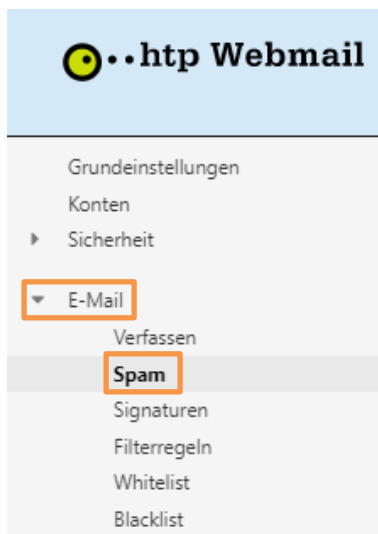 htp Webmail
Grundeinstellungen
Konten
Sicherheit
E-Mail
Verfassen
Spam
Signaturen
Filterregeln
Whitelist
Blacklist